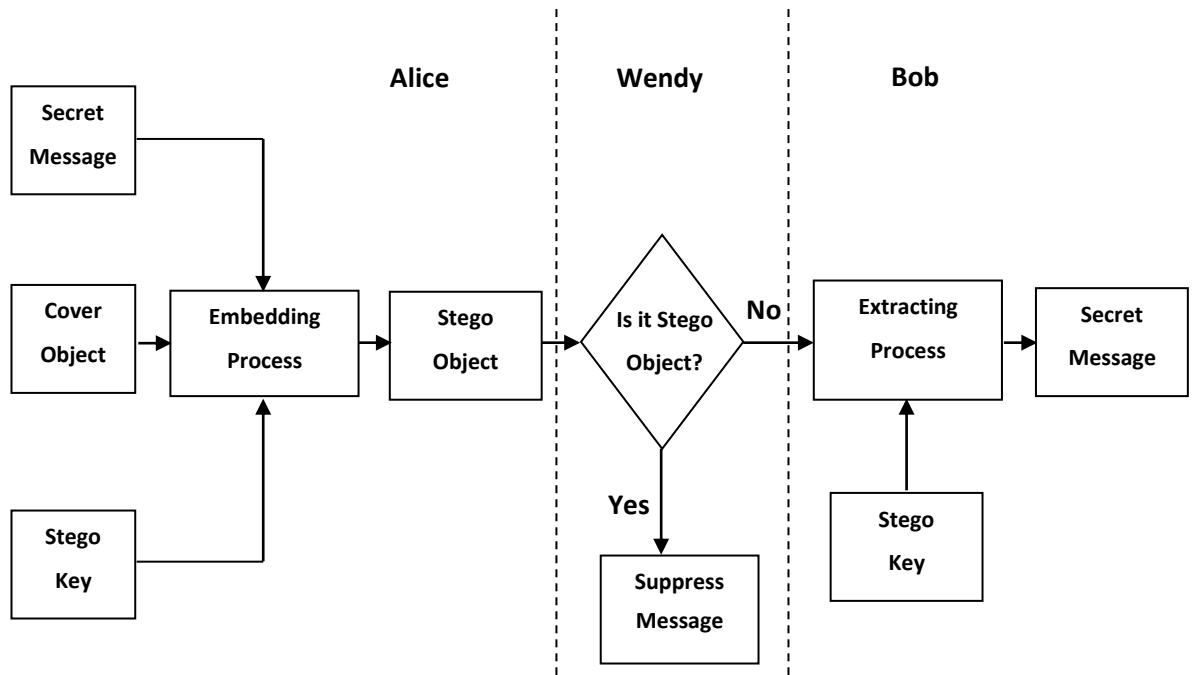 Alice
Wendy
Bob
Secret
Message
Cover
Object
Embedding
Process
Stego
Object
Is it Stego
Object?
No
Extracting
Process
Secret
Message
Yes
Stego
Key
Suppress
Message
Stego
Key